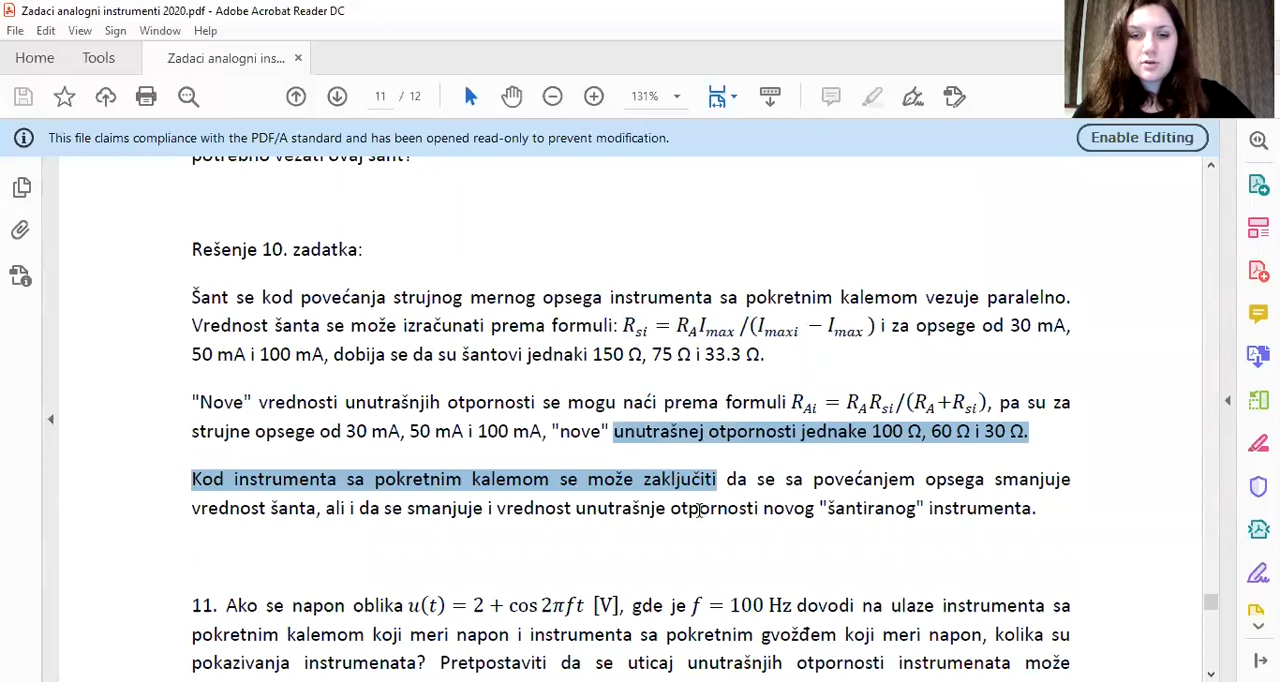 Zadaci analogni instrumenti 2020.pdf - Adobe Acrobat Reader DC
File Edit View Sign Window Help
Home Tools Zadaci analogni ins... ×
11 / 12 131%
This file claims compliance with the PDF/A standard and has been opened read-only to prevent modification. Enable Editing
potrebno vezati ovaj šant?
Rešenje 10. zadatka:
Šant se kod povećanja strujnog mernog opsega instrumenta sa pokretnim kalemom vezuje paralelno.
Vrednost šanta se može izračunati prema formuli: R_si = R_A I_max /(I_maxi − I_max ) i za opsege od 30 mA,
50 mA i 100 mA, dobija se da su šantovi jednaki 150 Ω, 75 Ω i 33.3 Ω.
"Nove" vrednosti unutrašnjih otpornosti se mogu naći prema formuli R_Ai = R_A R_si/(R_A+R_si), pa su za
strujne opsege od 30 mA, 50 mA i 100 mA, "nove" unutrašnjej otpornosti jednake 100 Ω, 60 Ω i 30 Ω.
Kod instrumenta sa pokretnim kalemom se može zaključiti da se sa povećanjem opsega smanjuje
vrednost šanta, ali i da se smanjuje i vrednost unutrašnje otpornosti novog "šantiranog" instrumenta.
11. Ako se napon oblika u(t) = 2 + cos 2πft [V], gde je f = 100 Hz dovodi na ulaze instrumenta sa
pokretnim kalemom koji meri napon i instrumenta sa pokretnim gvožđem koji meri napon, kolika su
pokazivanja instrumenata? Pretpostaviti da se uticaj unutrašnjih otpornosti instrumenata može